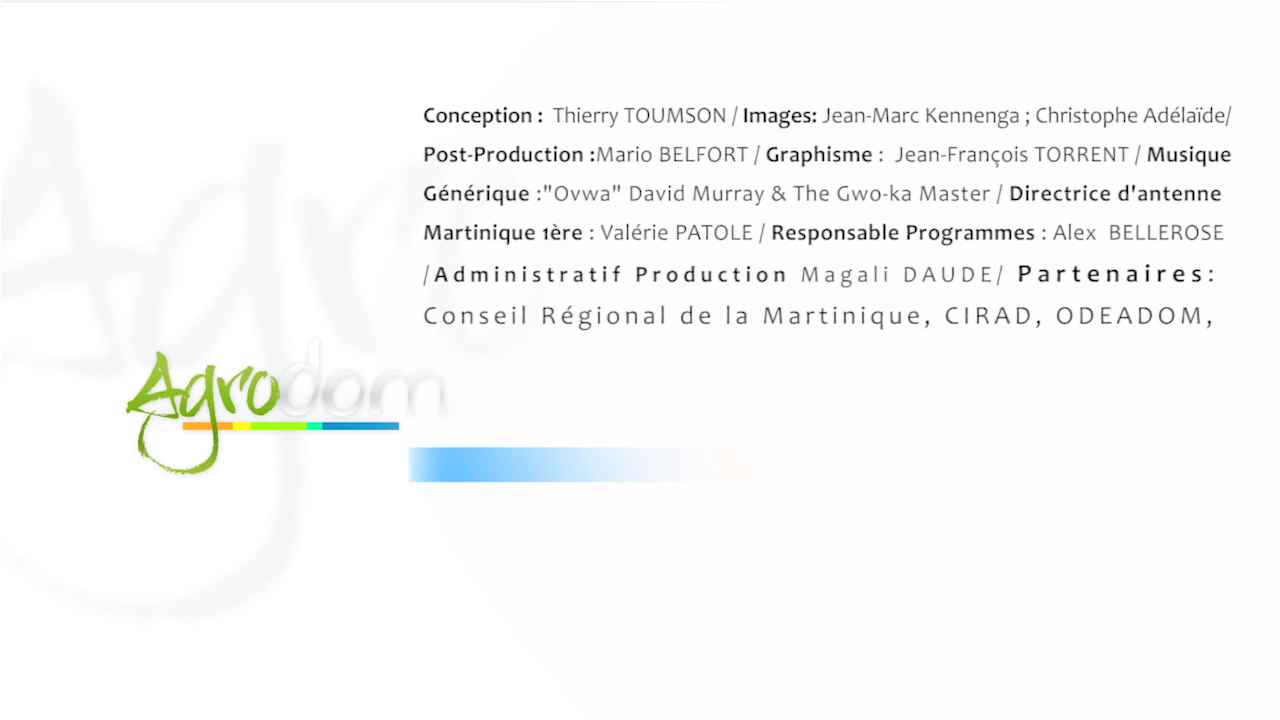 Conception : Thierry TOUMSON / Images: Jean-Marc Kennenga ; Christophe Adélaïde/
Post-Production :Mario BELFORT / Graphisme : Jean-François TORRENT / Musique
Générique :"Ovwa" David Murray & The Gwo-ka Master / Directrice d'antenne
Martinique 1ère : Valérie PATOLE / Responsable Programmes : Alex BELLEROSE
/Administratif Production Magali DAUDE/ Partenaires:
Conseil Régional de la Martinique, CIRAD, ODEADOM,
Agrodom
Agro